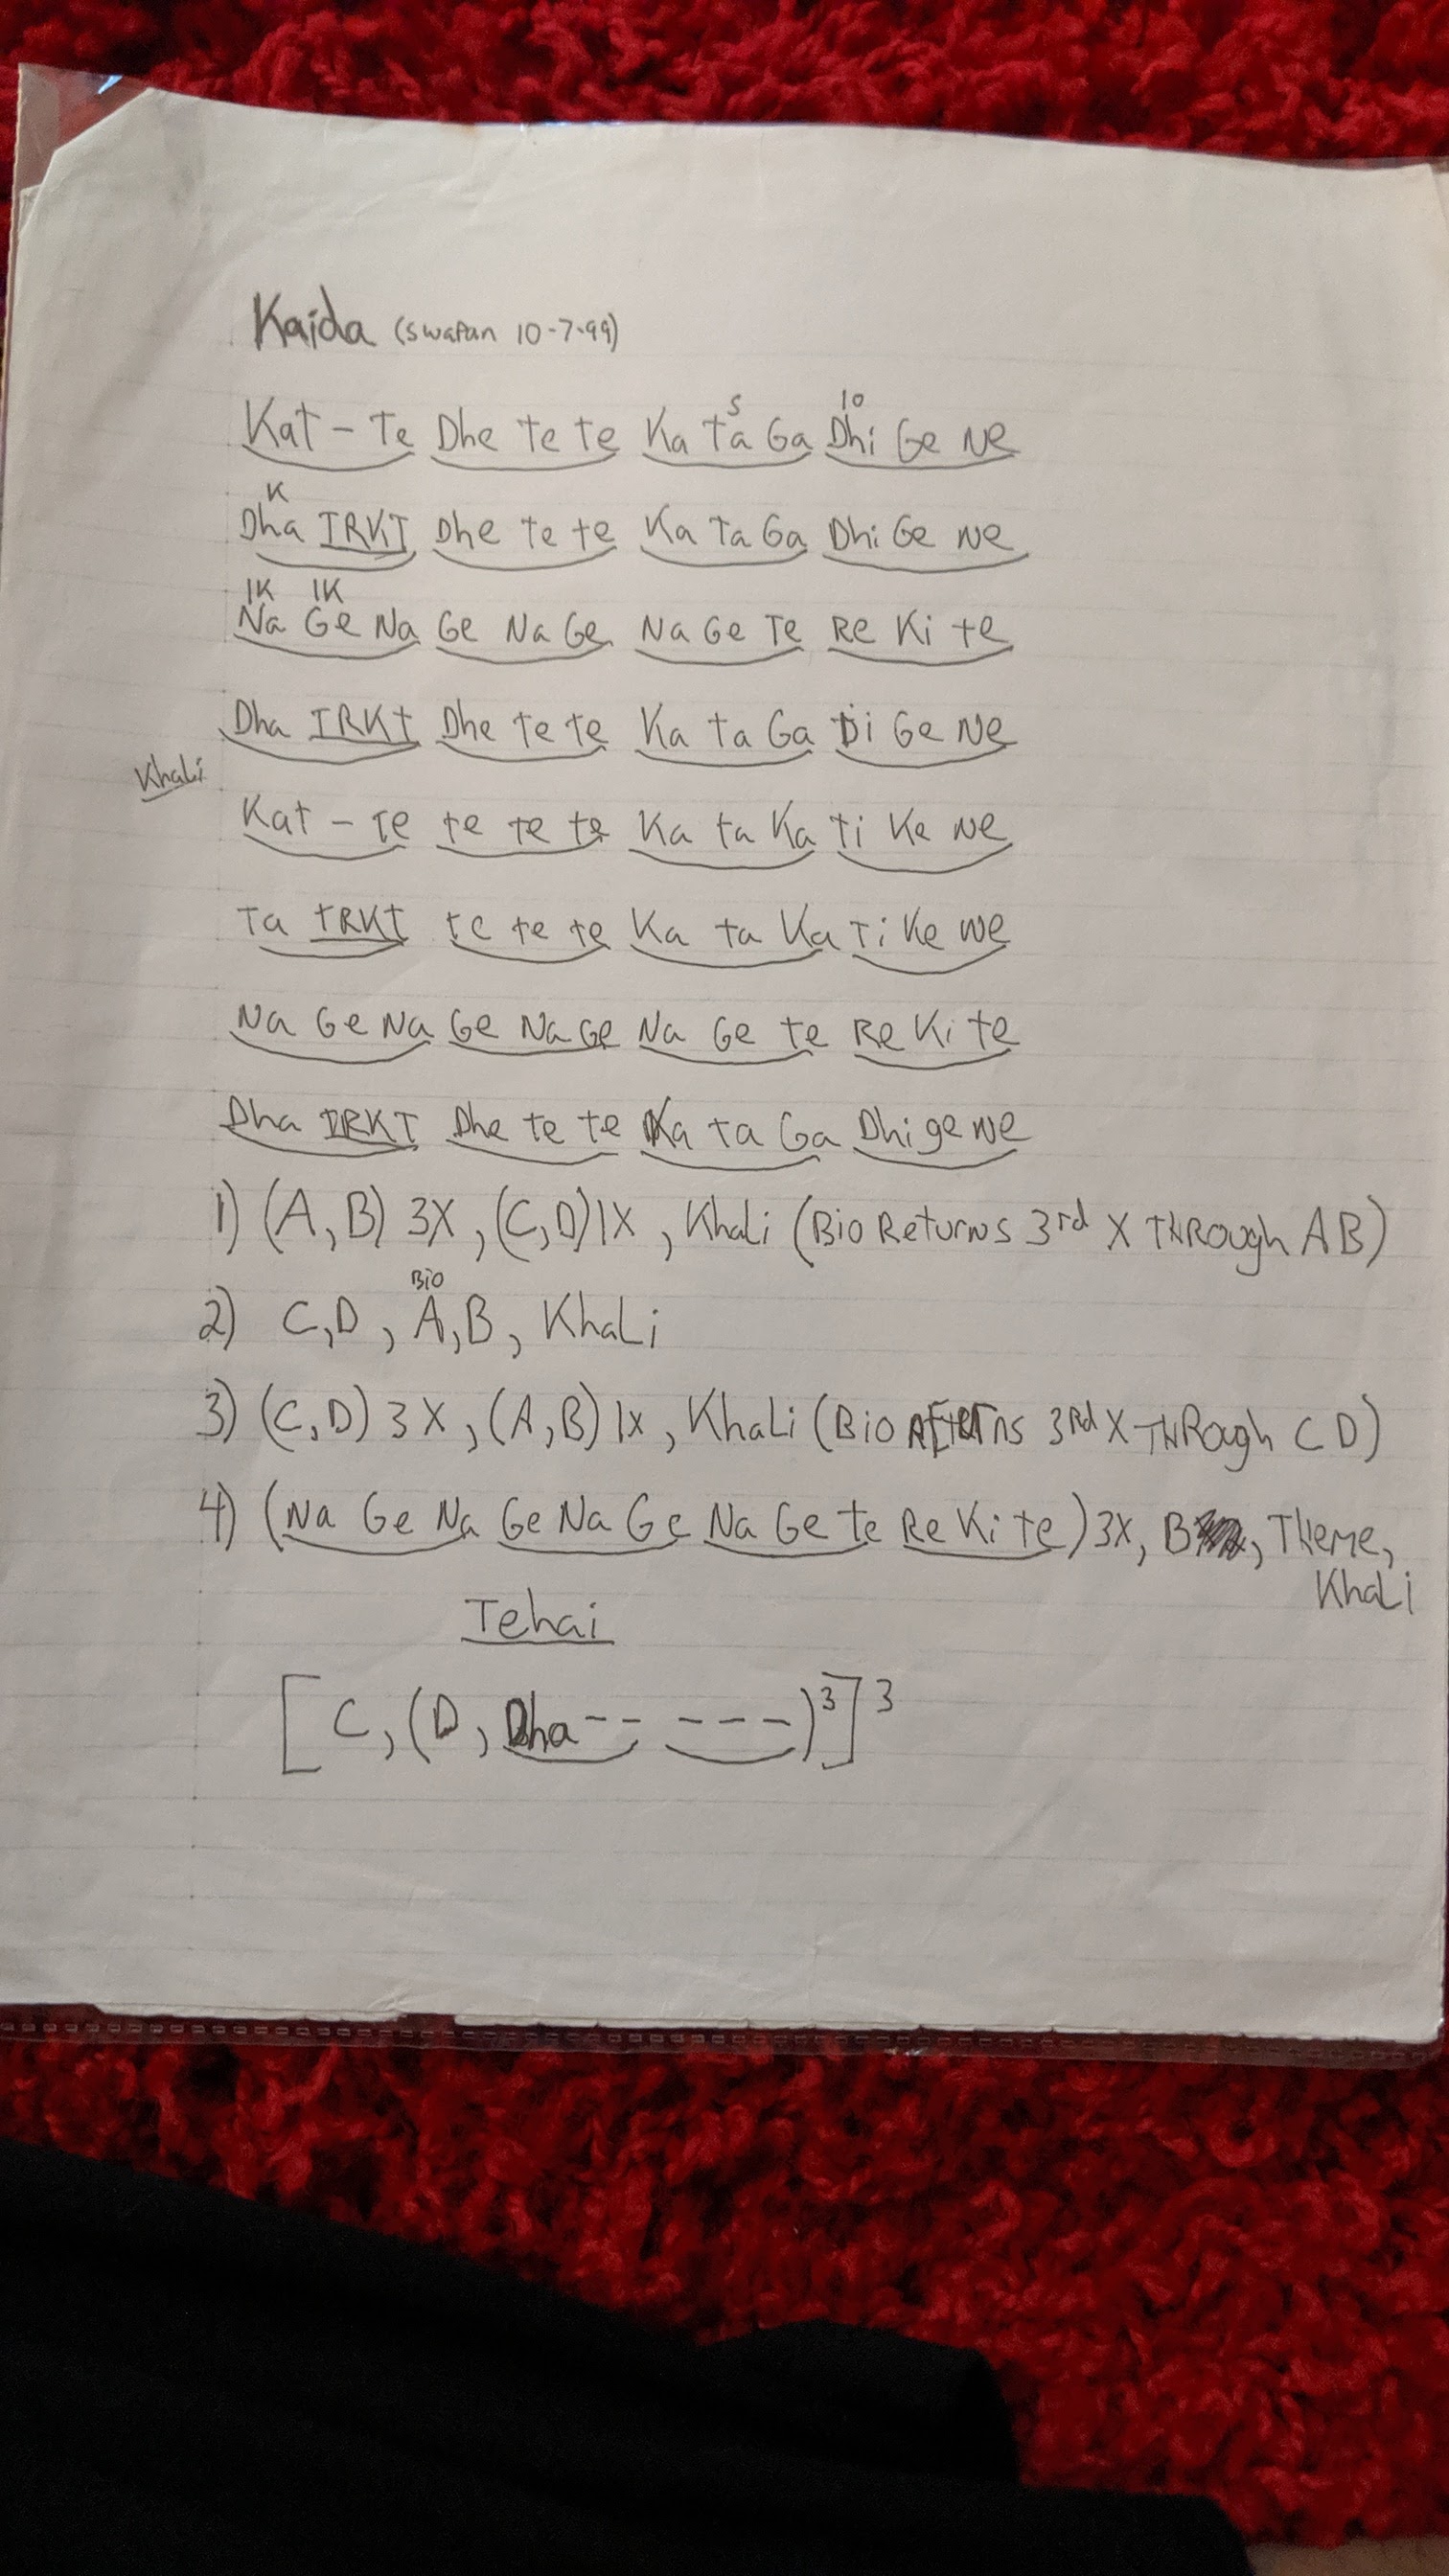 Kaida (Swapan 10-7-99)
S 10
Kat - Te Dhe te te Ka ta Ga Dhi Ge Ne
K
Dha TRKT Dhe te te Ka Ta Ga Dhi Ge Ne
1K 1K
Na Ge Na Ge Na Ge Na Ge Te Re Ki te
Dha TRKt Dhe te te Ka ta Ga Di Ge Ne
Khali
Kat - Te te te te Ka ta Ka ti Ke Ne
Ta TRKT te te te Ka ta Ka Ti Ke Ne
Na Ge Na Ge Na Ge Na Ge te Re Ki te
Dha TRKT Dhe te te Ka ta Ga Dhi ge Ne
1) (A, B) 3X, (C, D) 1X, Khali (Bio Returns 3rd X THRough AB)
Bio
2) C, D, A, B, KhaLi
3) (C, D) 3X, (A, B) 1x, KhaLi (Bio REtuRns 3Rd X THRough CD)
4) (Na Ge Na Ge Na Ge Na Ge te Re Ki te) 3X, B, THeme,
KhaLi
Tehai
[C, (D, Dha - - - - -)3]3